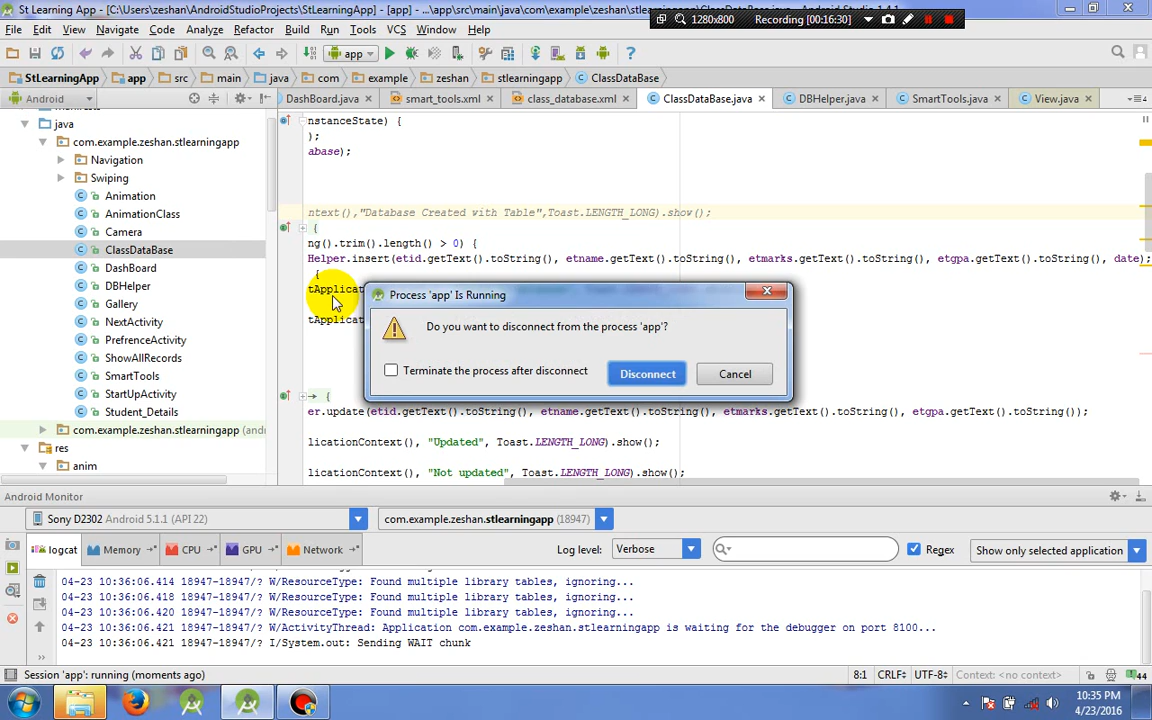 St Learning App - [C:\Users\zeshan\AndroidStudioProjects\StLearningApp] - [app] - ...\app\src\main\java\com\example\zeshan\
1280x800 Recording [00:16:30]
File Edit View Navigate Code Analyze Refactor Build Run Tools VCS Window Help
app
StLearningApp app src main java com example zeshan stlearningapp ClassDataBase
Android DashBoard.java smart_tools.xml class_database.xml ClassDataBase.java DBHelper.java SmartTools.java View.java
java
com.example.zeshan.stlearningapp
Navigation
Swiping
Animation
AnimationClass
Camera
ClassDataBase
DashBoard
DBHelper
Gallery
NextActivity
PrefrenceActivity
ShowAllRecords
SmartTools
StartUpActivity
Student_Details
com.example.zeshan.stlearningapp (and
res
anim
nstanceState) {
);
abase);
ntext(),"Database Created with Table",Toast.LENGTH_LONG).show();
{
ng().trim().length() > 0) {
Helper.insert(etid.getText().toString(), etname.getText().toString(), etmarks.getText().toString(), etgpa.getText().toString(), date);
{
tApplicat
tApplicat
{
er.update(etid.getText().toString(), etname.getText().toString(), etmarks.getText().toString(), etgpa.getText().toString());
licationContext(), "Updated", Toast.LENGTH_LONG).show();
licationContext(), "Not updated", Toast.LENGTH_LONG).show();
Process 'app' Is Running
Do you want to disconnect from the process 'app'?
Terminate the process after disconnect Disconnect Cancel
Android Monitor
Sony D2302 Android 5.1.1 (API 22) com.example.zeshan.stlearningapp (18947)
logcat Memory CPU GPU Network Log level: Verbose Regex Show only selected application
04-23 10:36:06.414 18947-18947/? W/ResourceType: Found multiple library tables, ignoring...
04-23 10:36:06.418 18947-18947/? W/ResourceType: Found multiple library tables, ignoring...
04-23 10:36:06.420 18947-18947/? W/ResourceType: Found multiple library tables, ignoring...
04-23 10:36:06.421 18947-18947/? W/ActivityThread: Application com.example.zeshan.stlearningapp is waiting for the debugger on port 8100...
04-23 10:36:06.421 18947-18947/? I/System.out: Sending WAIT chunk
Session 'app': running (moments ago) 8:1 CRLF UTF-8 Context: <no context> 44
10:35 PM
4/23/2016